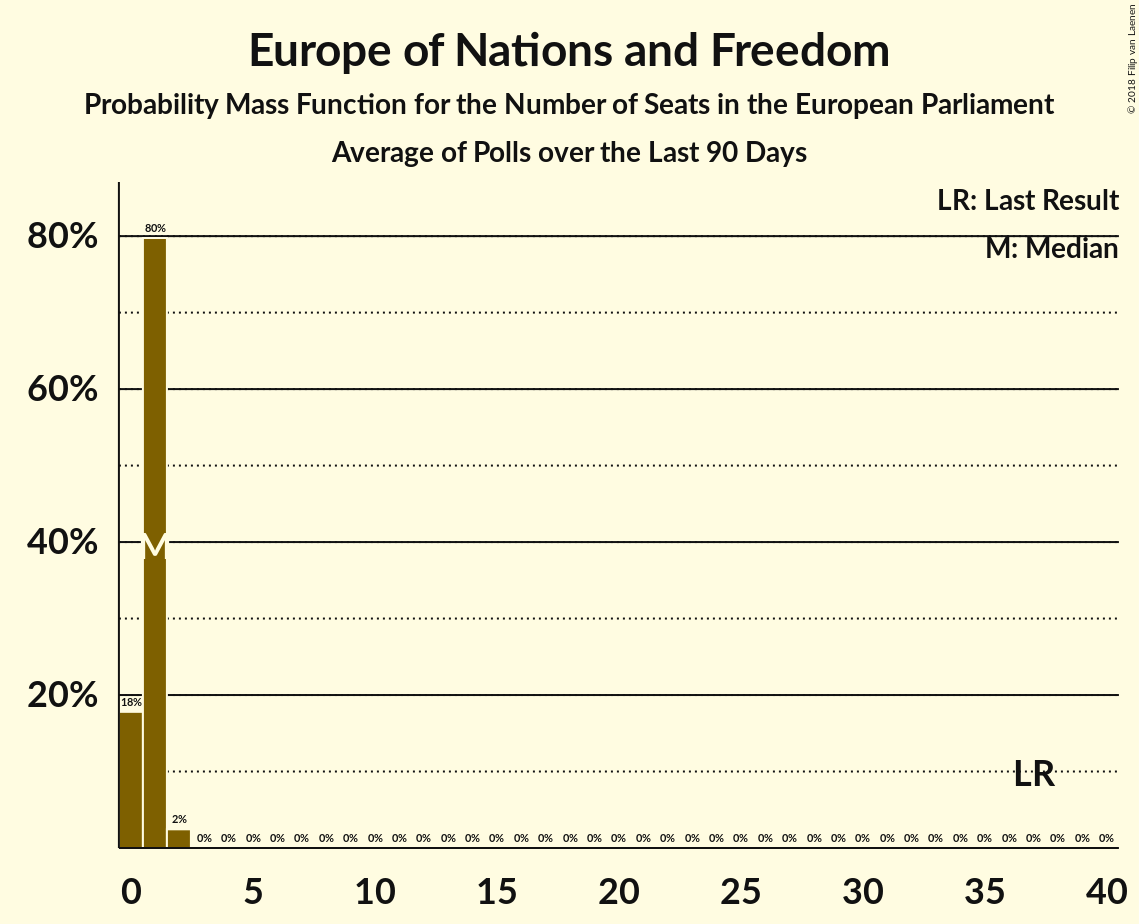 Europe of Nations and Freedom
Probability Mass Function for the Number of Seats in the European Parliament
Average of Polls over the Last 90 Days
© 2018 Filip van Laenen
LR: Last Result
M: Median
80%
60%
40%
20%
18%
80%
2%
0% 0% 0% 0% 0% 0% 0% 0% 0% 0% 0% 0% 0% 0% 0% 0% 0% 0% 0% 0% 0% 0% 0% 0% 0% 0% 0% 0% 0% 0% 0% 0% 0% 0% 0% 0% 0% 0%
M
LR
0 5 10 15 20 25 30 35 40